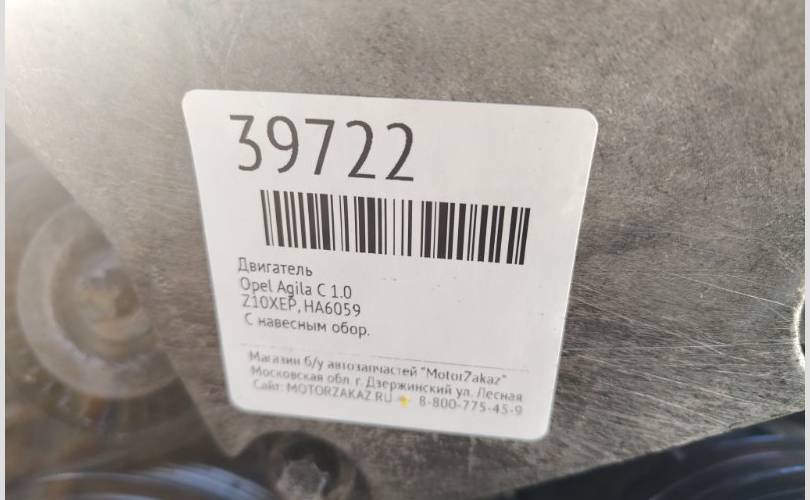 39722
Двигатель
Opel Agila C 1.0
Z10XEP, HA6059
С навесным обор.
Магазин б/у автозапчастей "MotorZakaz"
Московская обл. г. Дзержинский ул. Лесная
Сайт: MOTORZAKAZ.RU 8-800-775-45-9